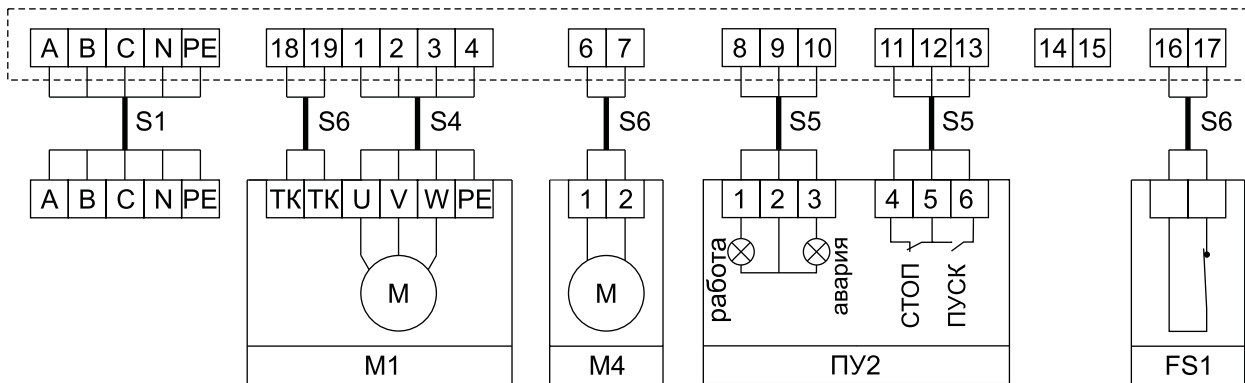 A B C N PE 18 19 1 2 3 4 6 7 8 9 10 11 12 13 14 15 16 17
S1 S6 S4 S6 S5 S5 S6
A B C N PE ТК ТК U V W PE 1 2 1 2 3 4 5 6
работа
авария
СТОП
ПУСК
M M
М1 М4 ПУ2 FS1